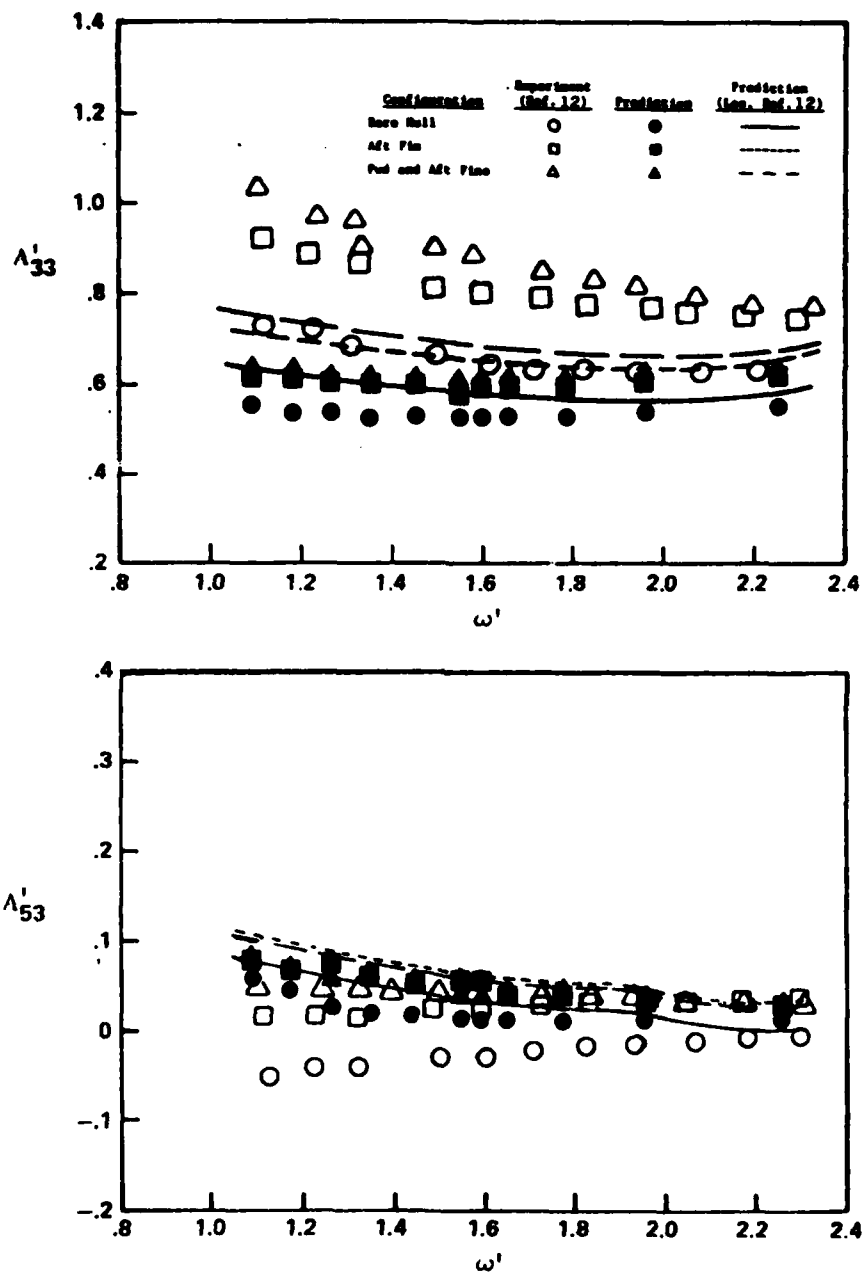 1.4
1.2
1.0
.8
.6
.4
.2
Λ'33
Experiment Prediction Prediction
Configuration (Ref. 12) (Lee, Ref. 12)
Bare Hull
Aft Fin
Fwd and Aft Fins
.8 1.0 1.2 1.4 1.6 1.8 2.0 2.2 2.4
ω'
.4
.3
.2
.1
0
-.1
-.2
Λ'53
.8 1.0 1.2 1.4 1.6 1.8 2.0 2.2 2.4
ω'